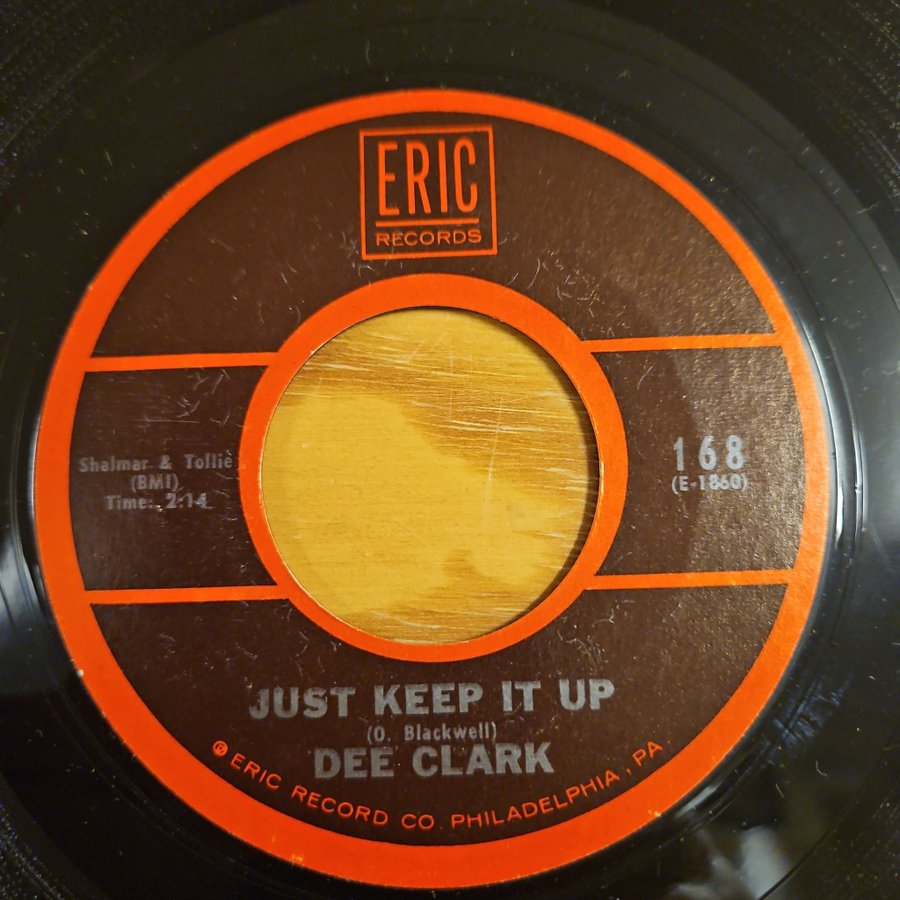 ERIC
RECORDS
Shalmar & Tollie
(BMI)
Time: 2:14
168
(E-1860)
JUST KEEP IT UP
(O. Blackwell)
DEE CLARK
℗ ERIC RECORD CO PHILADELPHIA, PA